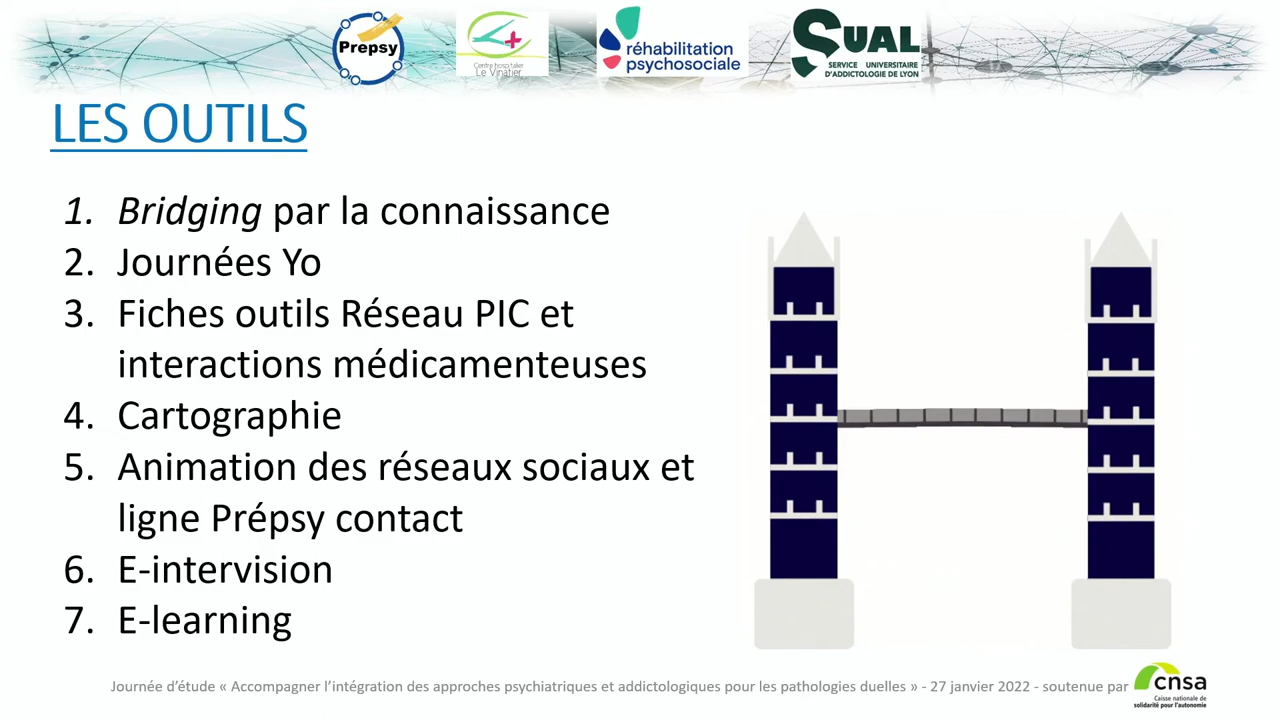 Prepsy
Centre hospitalier
Le Vinatier
réhabilitation
psychosociale
SUAL
SERVICE UNIVERSITAIRE
D'ADDICTOLOGIE DE LYON
LES OUTILS
1. Bridging par la connaissance
2. Journées Yo
3. Fiches outils Réseau PIC et
interactions médicamenteuses
4. Cartographie
5. Animation des réseaux sociaux et
ligne Prépsy contact
6. E-intervision
7. E-learning
Journée d'étude « Accompagner l'intégration des approches psychiatriques et addictologiques pour les pathologies duelles » - 27 janvier 2022 - soutenue par
cnsa
Caisse nationale de
solidarité pour l'autonomie